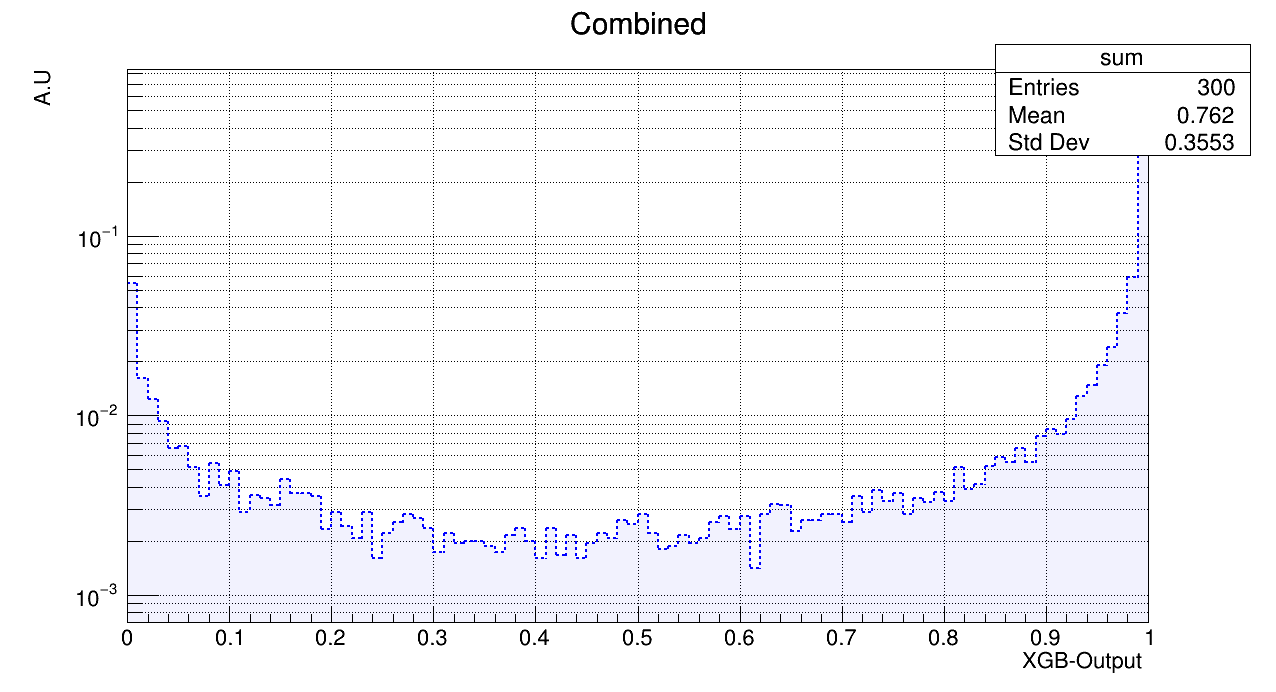 Combined
A.U
sum
Entries 300
Mean 0.762
Std Dev 0.3553
10−1
10−2
10−3
0 0.1 0.2 0.3 0.4 0.5 0.6 0.7 0.8 0.9 1
XGB-Output